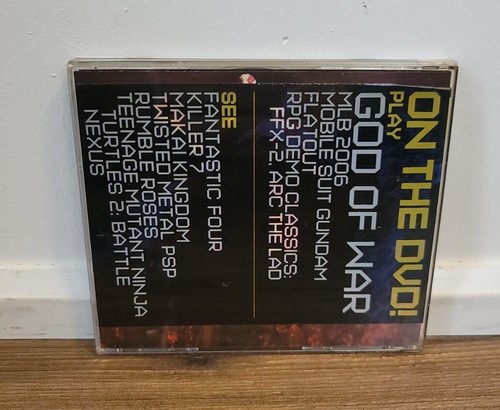 ON THE DVD!
PLAY
GOD OF WAR
MLB 2006
MOBILE SUIT GUNDAM
FLATOUT
RPG DEMO CLASSICS:
FFX-2; ARC THE LAD
SEE
FANTASTIC FOUR
KILLER 7
MAKAI KINGDOM
TWISTED METAL PSP
RUMBLE ROSES
TEENAGE MUTANT NINJA
TURTLES 2: BATTLE
NEXUS